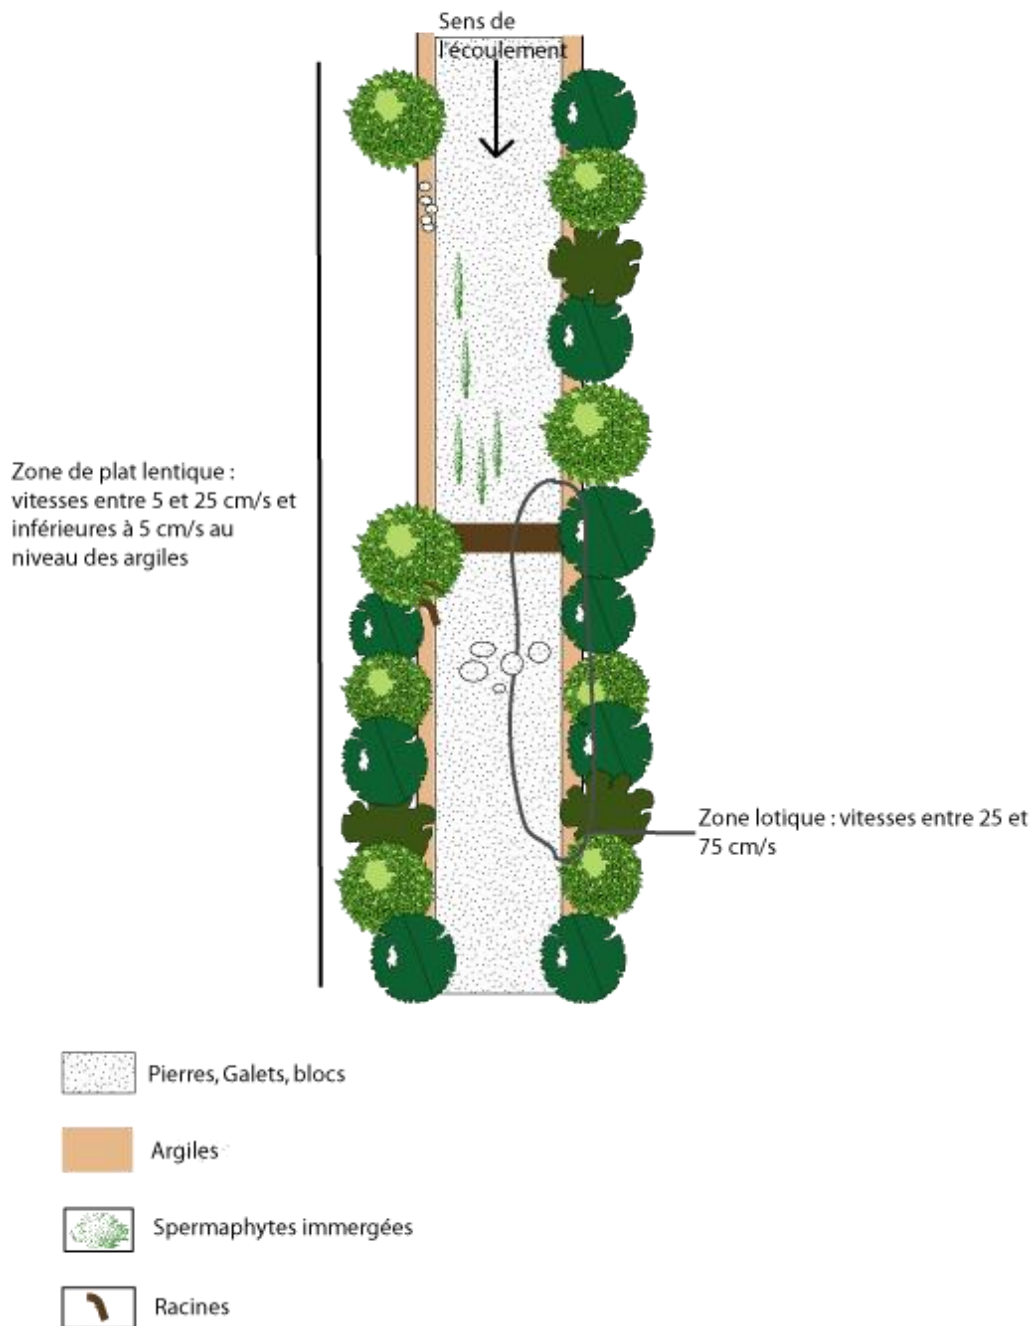 Sens de
l'écoulement
Zone de plat lentique :
vitesses entre 5 et 25 cm/s et
inférieures à 5 cm/s au
niveau des argiles
Zone lotique : vitesses entre 25 et
75 cm/s
Pierres, Galets, blocs
Argiles
Spermaphytes immergées
Racines